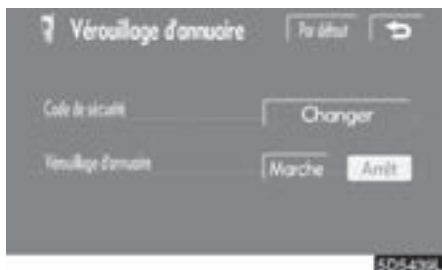 Vérouillage d'annuaire Par défaut
Code de sécurité Changer
Vérouillage d'annuaire Marche Arrêt